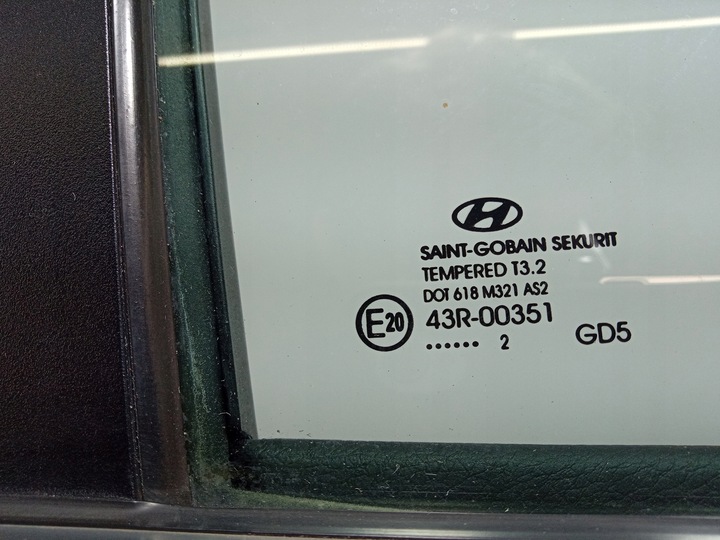 SAINT-GOBAIN SEKURIT
TEMPERED T3.2
DOT 618 M321 AS2
E20 43R-00351
...... 2 GD5